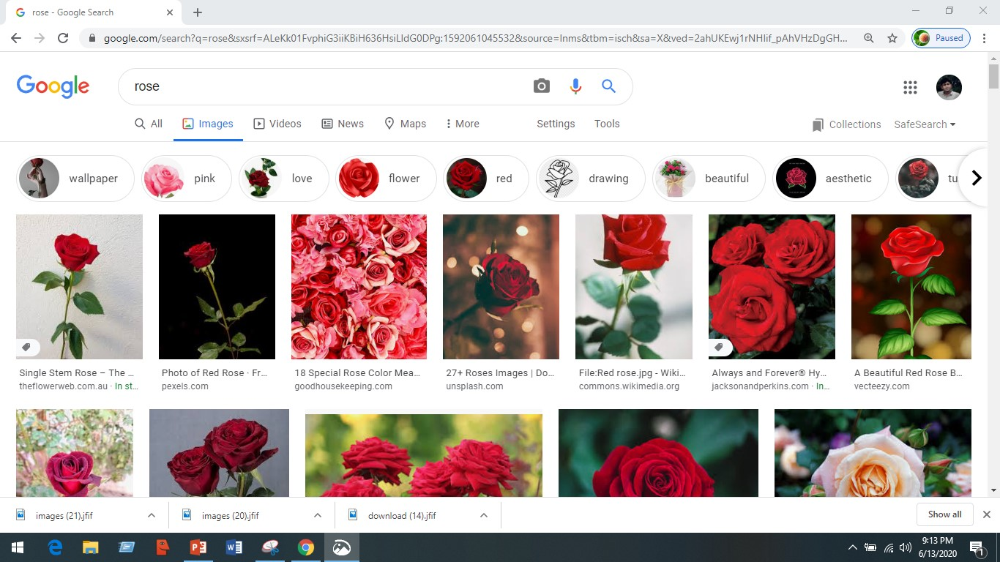 rose - Google Search
google.com/search?q=rose&sxsrf=ALeKk01FvphiG3iiKBiH636HsiLldG0DPg:1592061045532&source=lnms&tbm=isch&sa=X&ved=2ahUKEwj1rNHIif_pAhVHzDgGH...
Paused
Google
rose
All Images Videos News Maps More Settings Tools
Collections SafeSearch
wallpaper pink love flower red drawing beautiful aesthetic tu
Single Stem Rose – The ...
theflowerweb.com.au · In st...
Photo of Red Rose · Fr...
pexels.com
18 Special Rose Color Mea...
goodhousekeeping.com
27+ Roses Images | Do...
unsplash.com
File:Red rose.jpg - Wiki...
commons.wikimedia.org
Always and Forever® Hy...
jacksonandperkins.com · In...
A Beautiful Red Rose B...
vecteezy.com
images (21).jfif
images (20).jfif
download (14).jfif
Show all
9:13 PM
6/13/2020
1